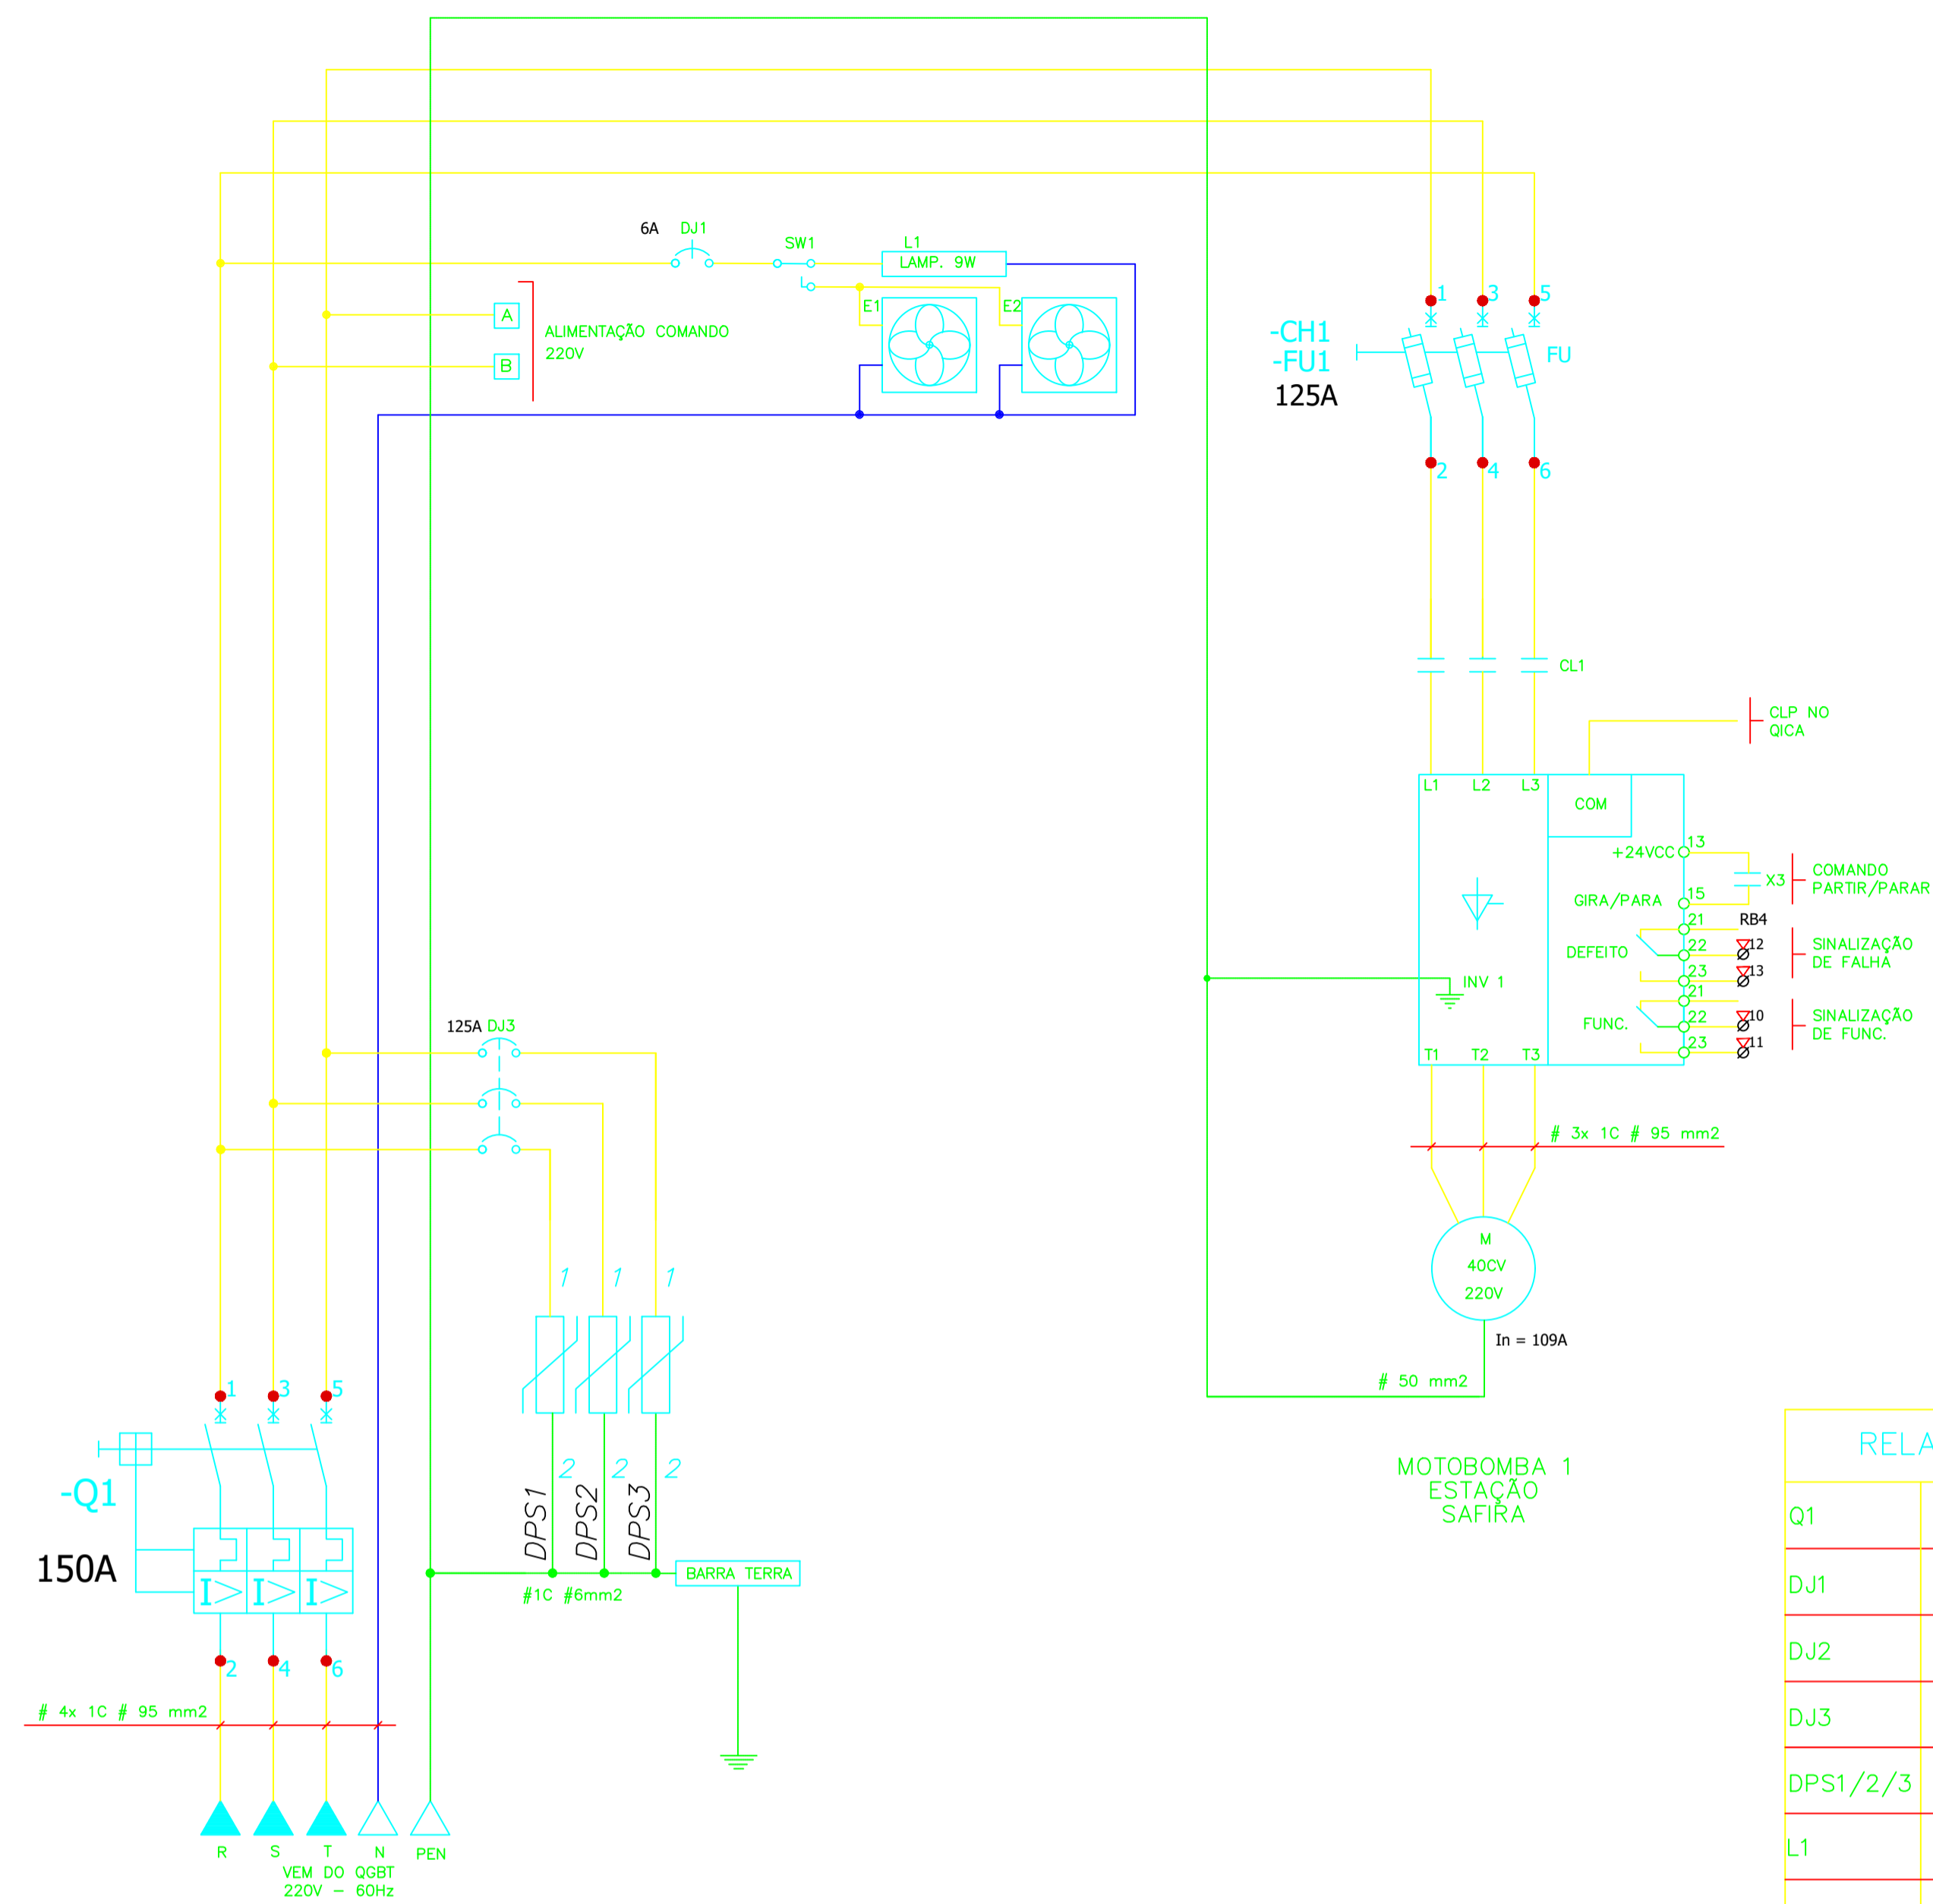 6A DJ1
SW1
L1
LAMP. 9W
E1
E2
A
B
ALIMENTAÇÃO COMANDO
220V
1 3 5
-CH1
-FU1
125A
FU
2 4 6
CL1
CLP NO
QICA
L1 L2 L3
COM
+24VCC
13
X3
COMANDO
PARTIR/PARAR
GIRA/PARA
15
21
RB4
DEFEITO
22
12
SINALIZAÇÃO
DE FALHA
23
13
INV 1
21
FUNC.
22
10
SINALIZAÇÃO
DE FUNC.
23
11
T1 T2 T3
125A DJ3
# 3x 1C # 95 mm2
M
40CV
220V
In = 109A
# 50 mm2
1 1 1
2 2 2
DPS1
DPS2
DPS3
BARRA TERRA
#1C #6mm2
1 3 5
-Q1
150A
I> I> I>
2 4 6
# 4x 1C # 95 mm2
R S T N PEN
VEM DO QGBT
220V - 60Hz
MOTOBOMBA 1
ESTAÇÃO
SAFIRA
RELA
Q1
DJ1
DJ2
DJ3
DPS1/2/3
L1